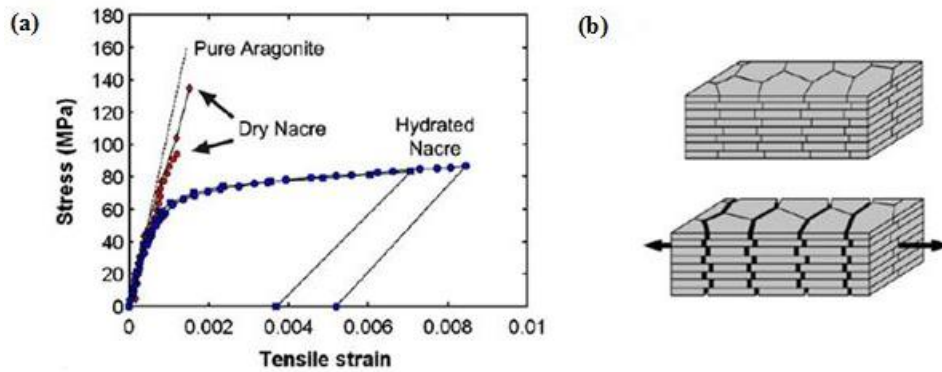 (a)
180
160
140
120
100
80
60
40
20
0
Stress (MPa)
Pure Aragonite
Dry Nacre
Hydrated
Nacre
0 0.002 0.004 0.006 0.008 0.01
Tensile strain
(b)